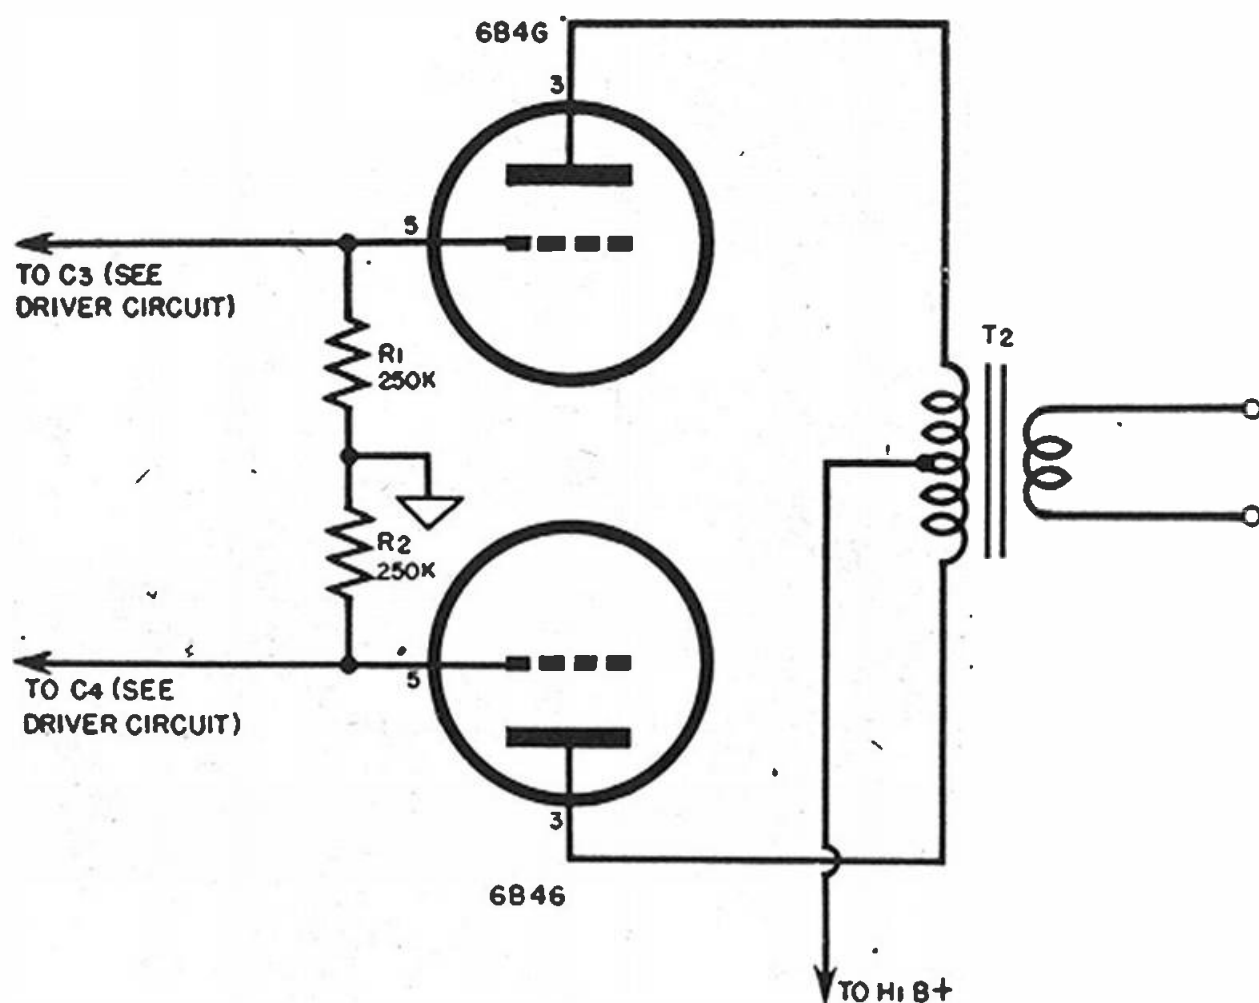 6B4G
3
5
TO C3 (SEE
DRIVER CIRCUIT)
R1
250K
T2
R2
250K
5
TO C4 (SEE
DRIVER CIRCUIT)
3
6B4G
TO HI B+